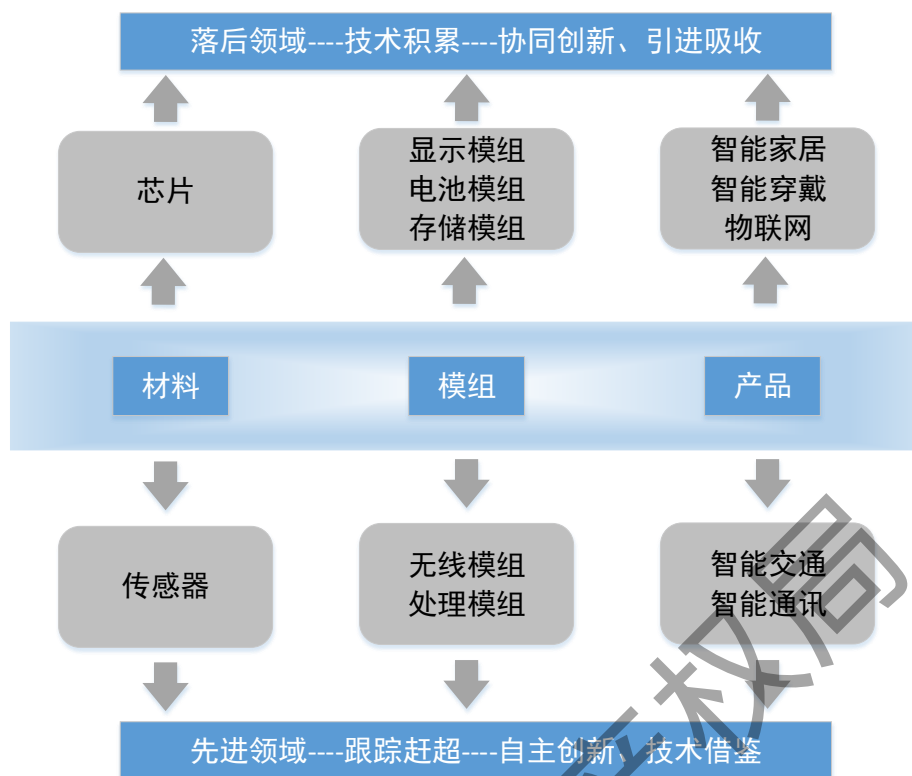 落后领域----技术积累----协同创新、引进吸收
芯片
显示模组
电池模组
存储模组
智能家居
智能穿戴
物联网
材料
模组
产品
传感器
无线模组
处理模组
智能交通
智能通讯
先进领域----跟踪赶超----自主创新、技术借鉴
产权局